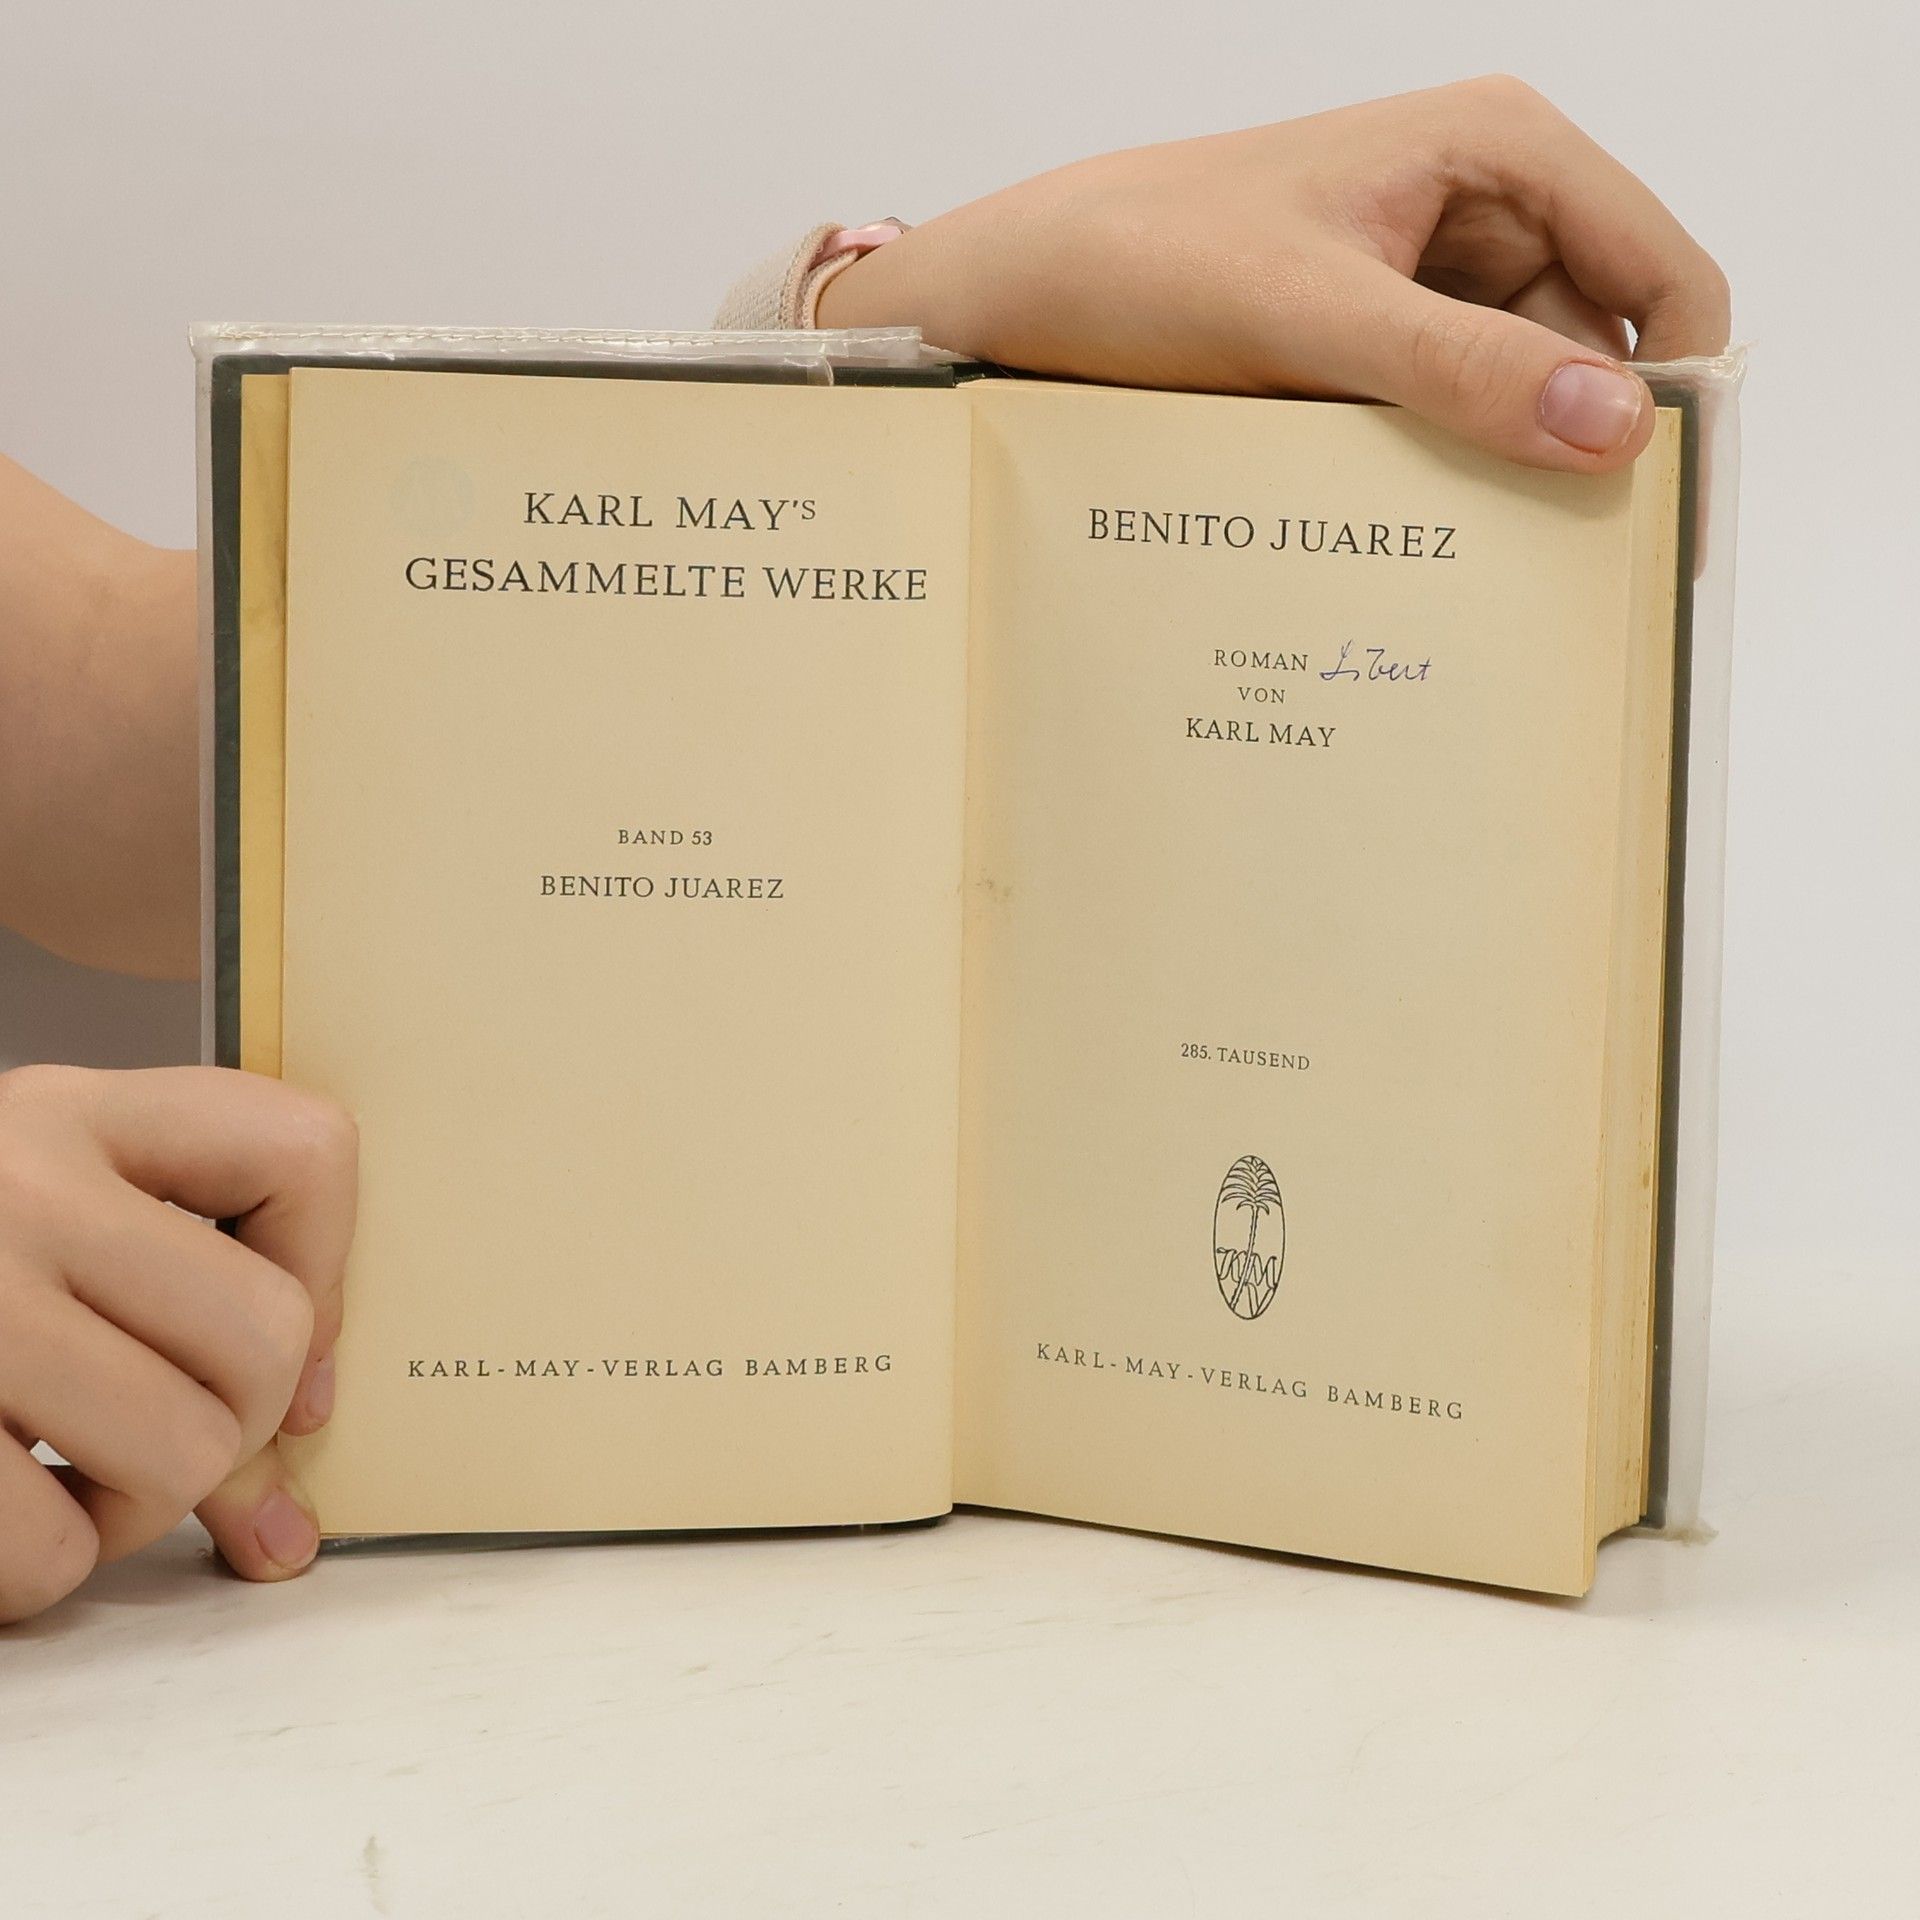 KARL MAY'S
GESAMMELTE WERKE
BAND 53
BENITO JUAREZ
KARL-MAY-VERLAG BAMBERG
BENITO JUAREZ
ROMAN
VON
KARL MAY
285. TAUSEND
KARL-MAY-VERLAG BAMBERG